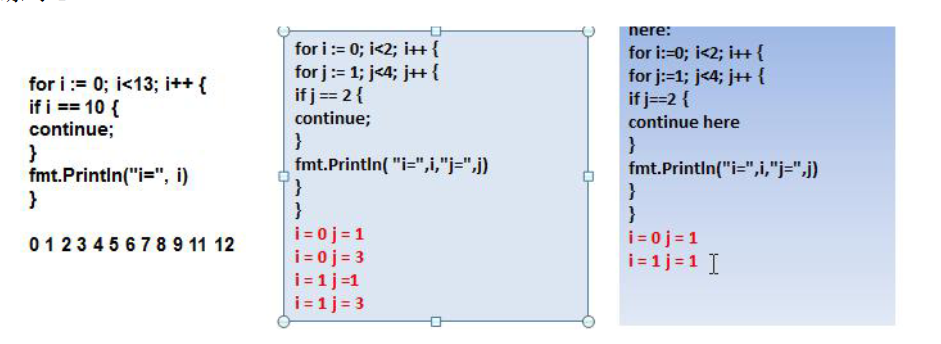 for i := 0; i<13; i++ {
if i == 10 {
continue;
}
fmt.Println("i=", i)
}
0 1 2 3 4 5 6 7 8 9 11 12
for i := 0; i<2; i++ {
for j := 1; j<4; j++ {
if j == 2 {
continue;
}
fmt.Println( "i=",i,"j=",j)
}
}
i = 0 j = 1
i = 0 j = 3
i = 1 j =1
i = 1 j = 3
here:
for i:=0; i<2; i++ {
for j:=1; j<4; j++ {
if j==2 {
continue here
}
fmt.Println("i=",i,"j=",j)
}
}
i = 0 j = 1
i = 1 j = 1